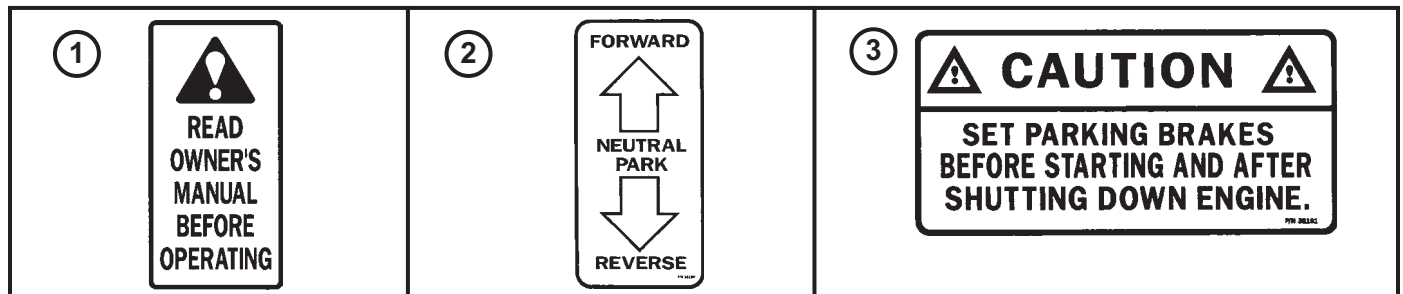 1
READ
OWNER'S
MANUAL
BEFORE
OPERATING
2
FORWARD
NEUTRAL
PARK
REVERSE
3
CAUTION
SET PARKING BRAKES
BEFORE STARTING AND AFTER
SHUTTING DOWN ENGINE.
P/N 38191